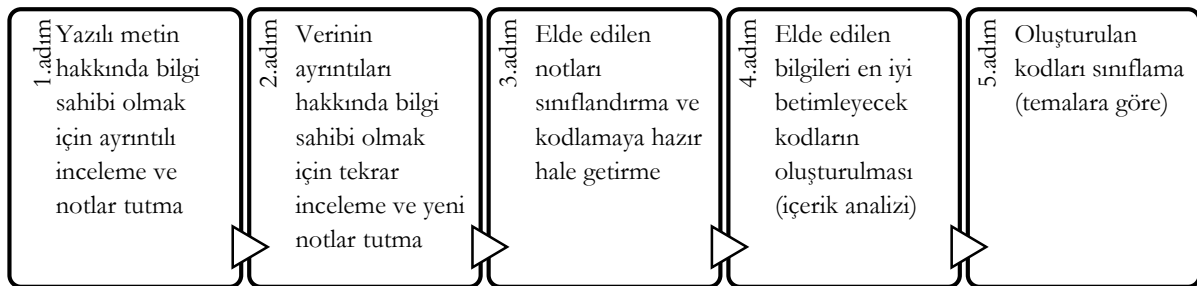 1.adım
Yazılı metin
hakkında bilgi
sahibi olmak
için ayrıntılı
inceleme ve
notlar tutma
2.adım
Verinin
ayrıntıları
hakkında bilgi
sahibi olmak
için tekrar
inceleme ve yeni
notlar tutma
3.adım
Elde edilen
notları
sınıflandırma ve
kodlamaya hazır
hale getirme
4.adım
Elde edilen
bilgileri en iyi
betimleyecek
kodların
oluşturulması
(içerik analizi)
5.adım
Oluşturulan
kodları sınıflama
(temalara göre)